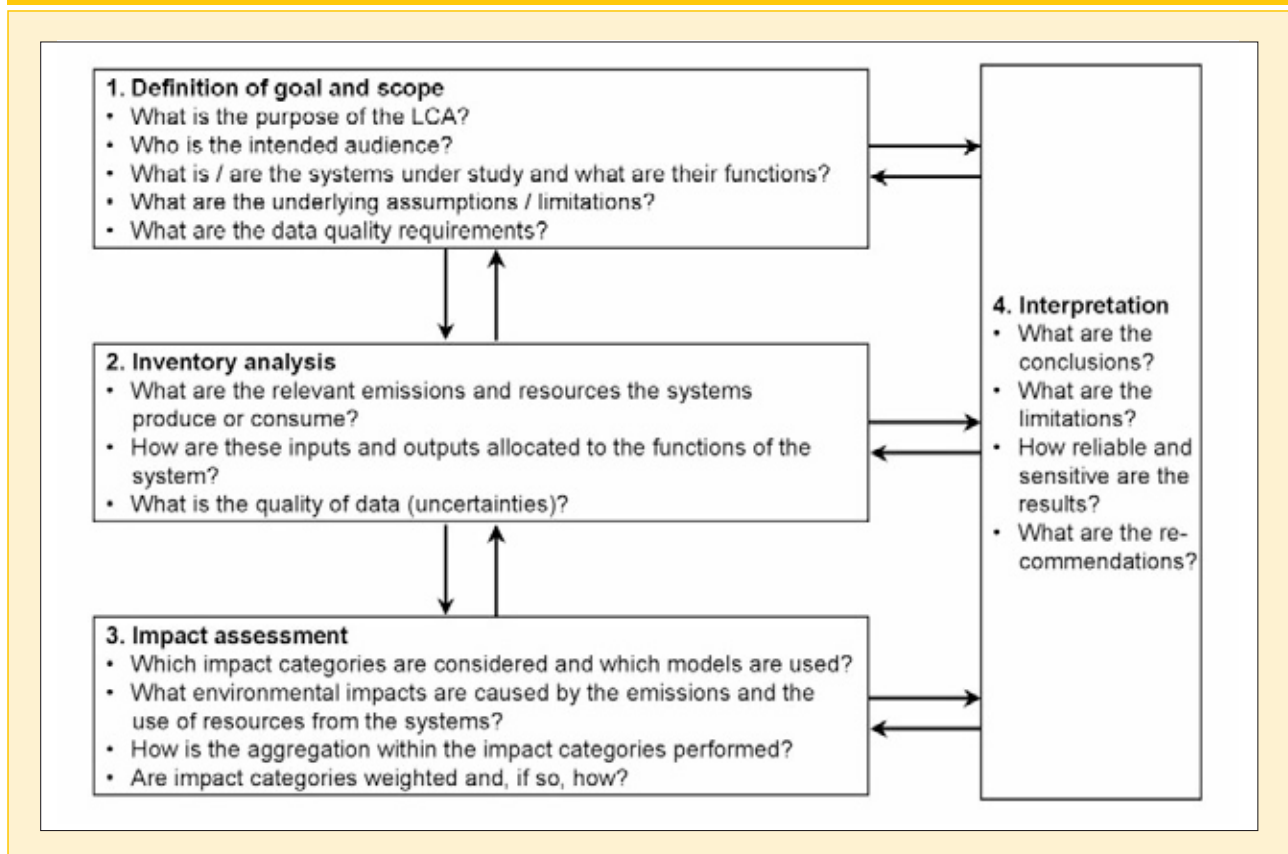 1. Definition of goal and scope
• What is the purpose of the LCA?
• Who is the intended audience?
• What is / are the systems under study and what are their functions?
• What are the underlying assumptions / limitations?
• What are the data quality requirements?
2. Inventory analysis
• What are the relevant emissions and resources the systems
produce or consume?
• How are these inputs and outputs allocated to the functions of the
system?
• What is the quality of data (uncertainties)?
3. Impact assessment
• Which impact categories are considered and which models are used?
• What environmental impacts are caused by the emissions and the
use of resources from the systems?
• How is the aggregation within the impact categories performed?
• Are impact categories weighted and, if so, how?
4. Interpretation
• What are the
conclusions?
• What are the
limitations?
• How reliable and
sensitive are the
results?
• What are the re-
commendations?